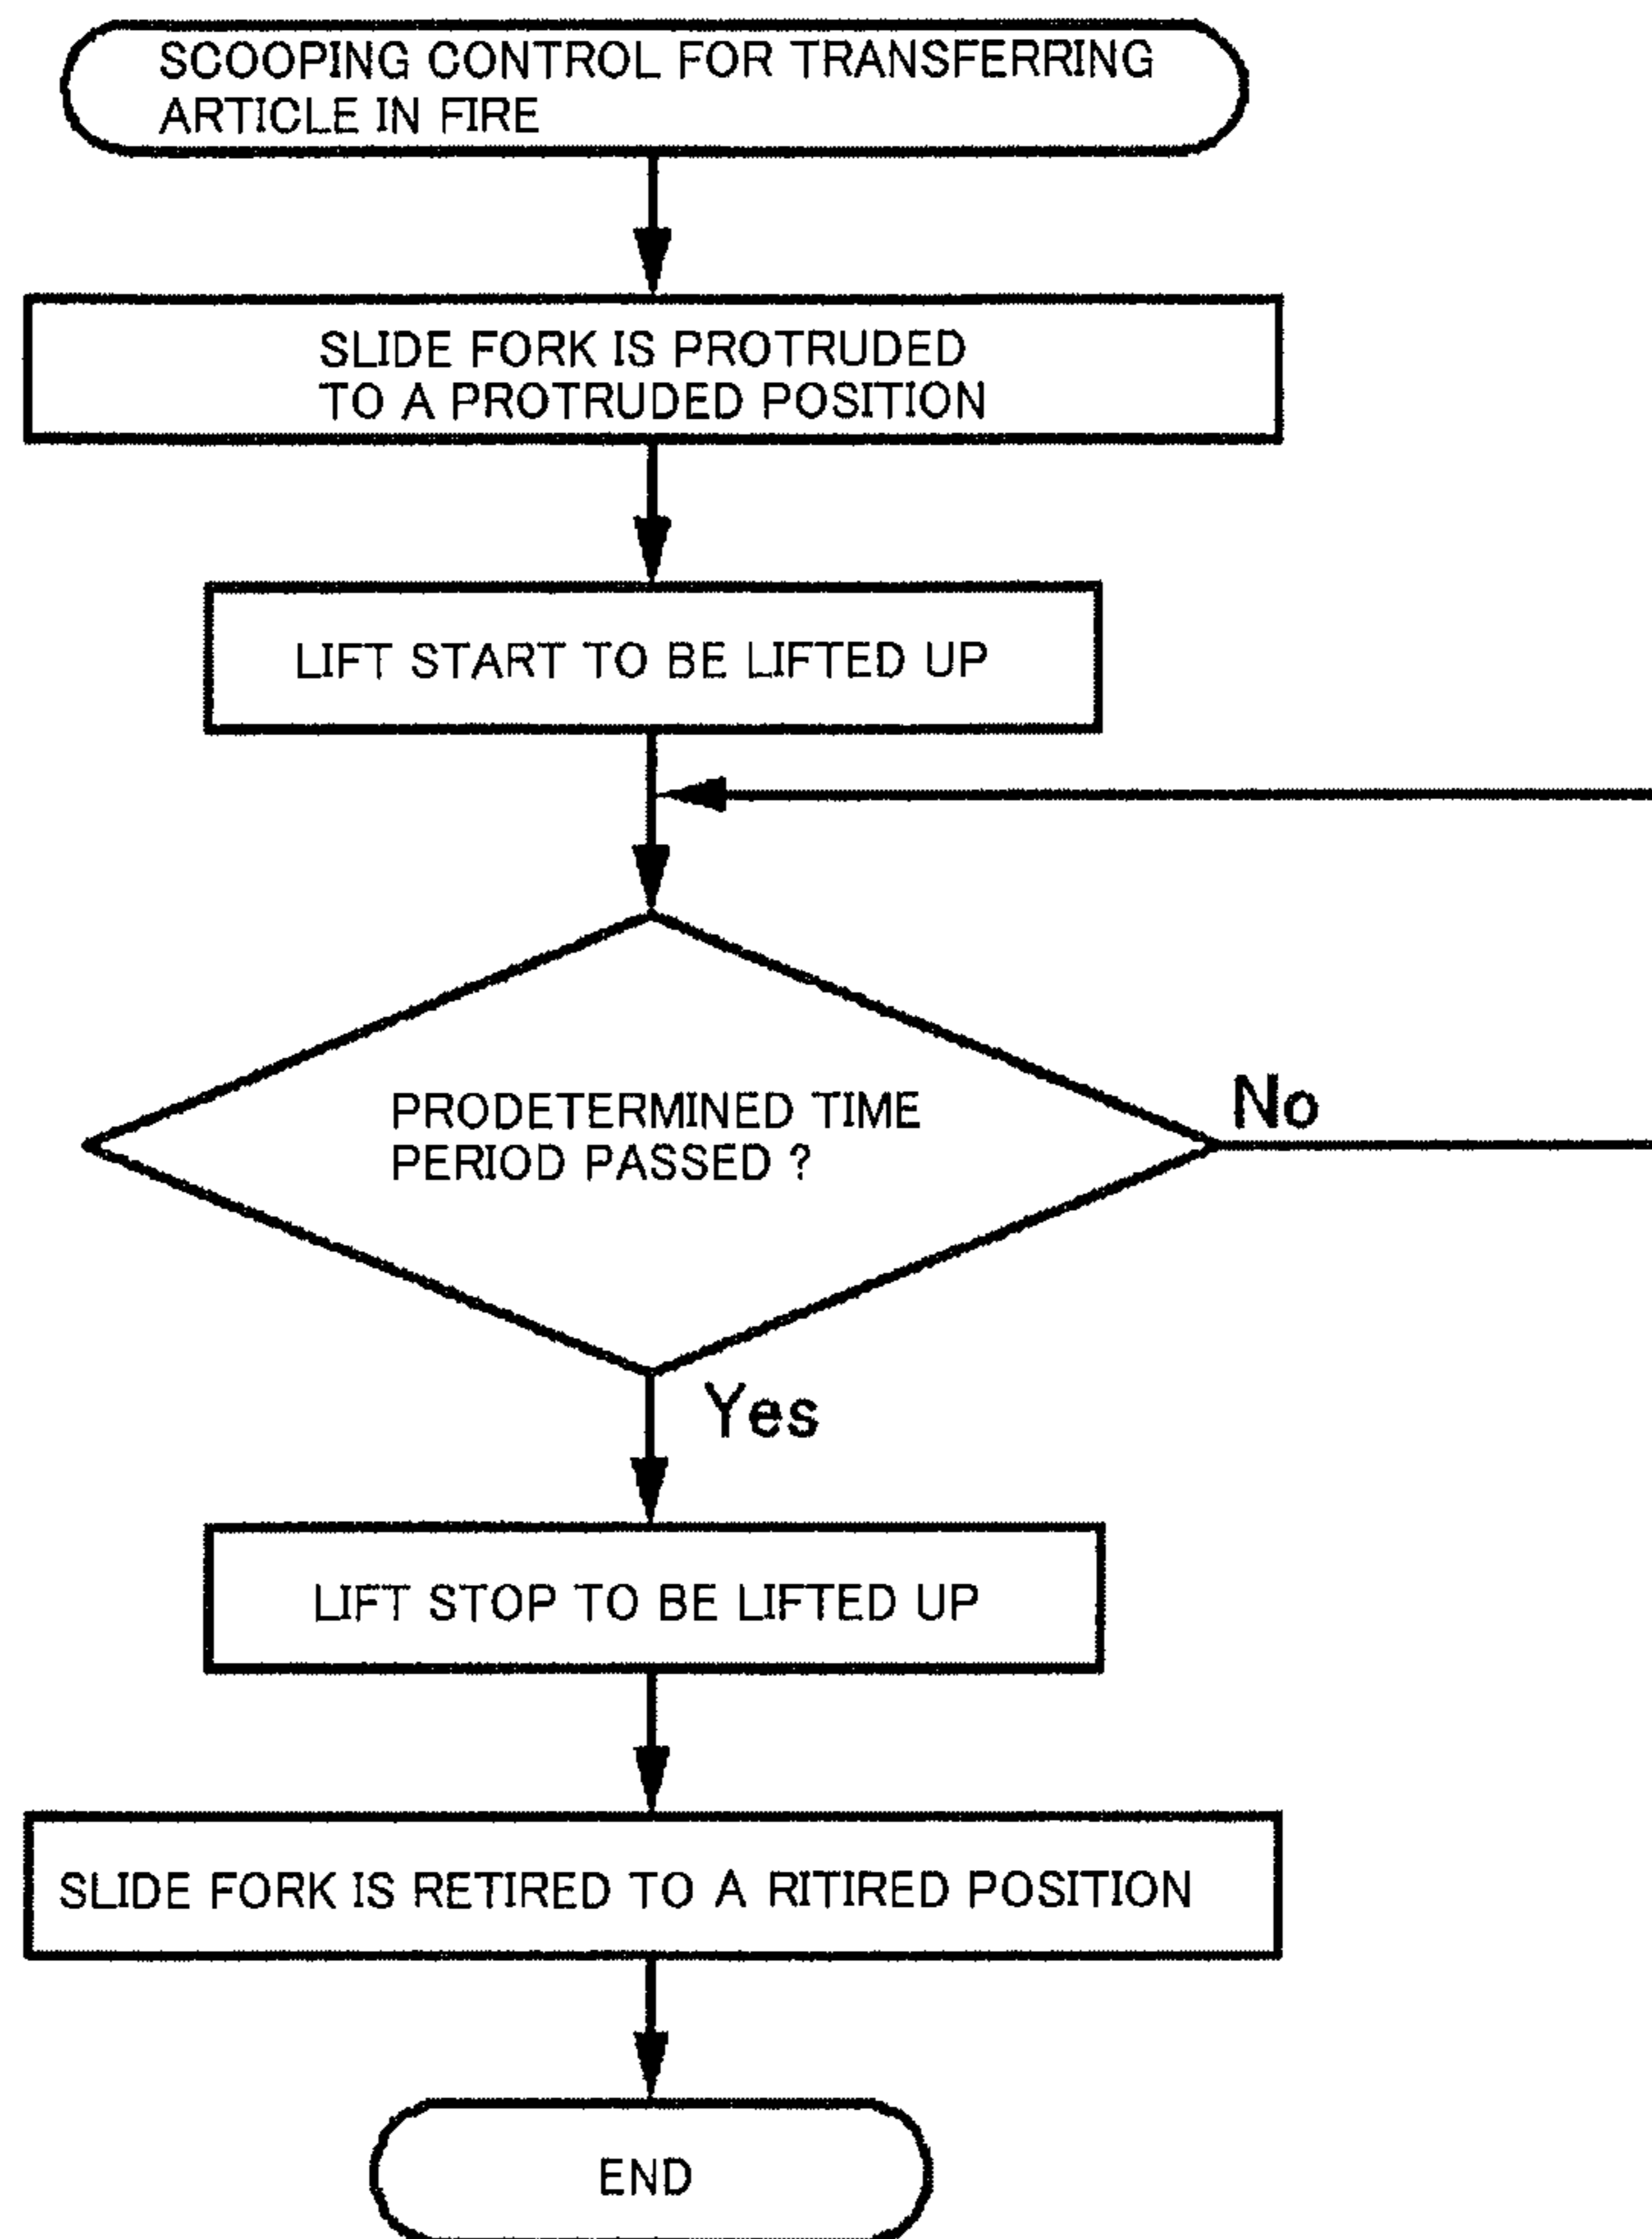 SCOOPING CONTROL FOR TRANSFERRING
ARTICLE IN FIRE
SLIDE FORK IS PROTRUDED
TO A PROTRUDED POSITION
LIFT START TO BE LIFTED UP
PRODETERMINED TIME
PERIOD PASSED ?
No
Yes
LIFT STOP TO BE LIFTED UP
SLIDE FORK IS RETIRED TO A RITIRED POSITION
END